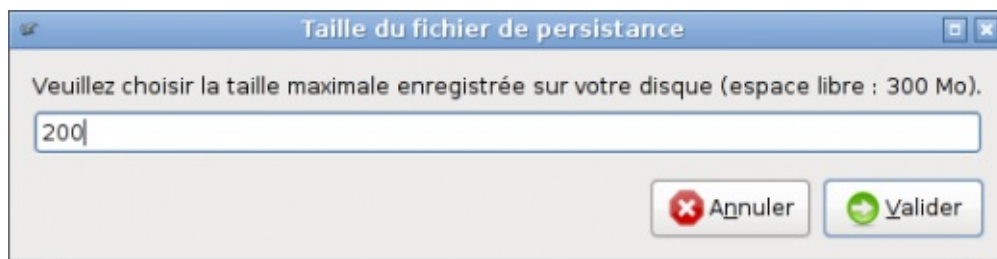 Taille du fichier de persistance
Veuillez choisir la taille maximale enregistrée sur votre disque (espace libre : 300 Mo).
200
Annuler Valider